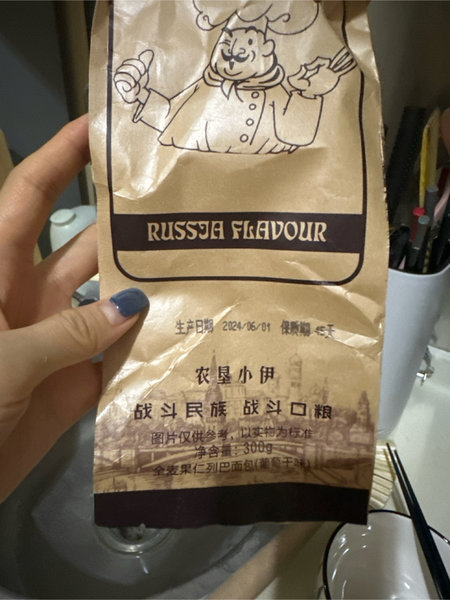 RUSSJA FLAVOUR
生产日期 2024/06/01 保质期 45天
农垦小伊
战斗民族 战斗口粮
图片仅供参考，以实物为标准
净含量：300g
全麦果仁列巴面包(葡萄干味)